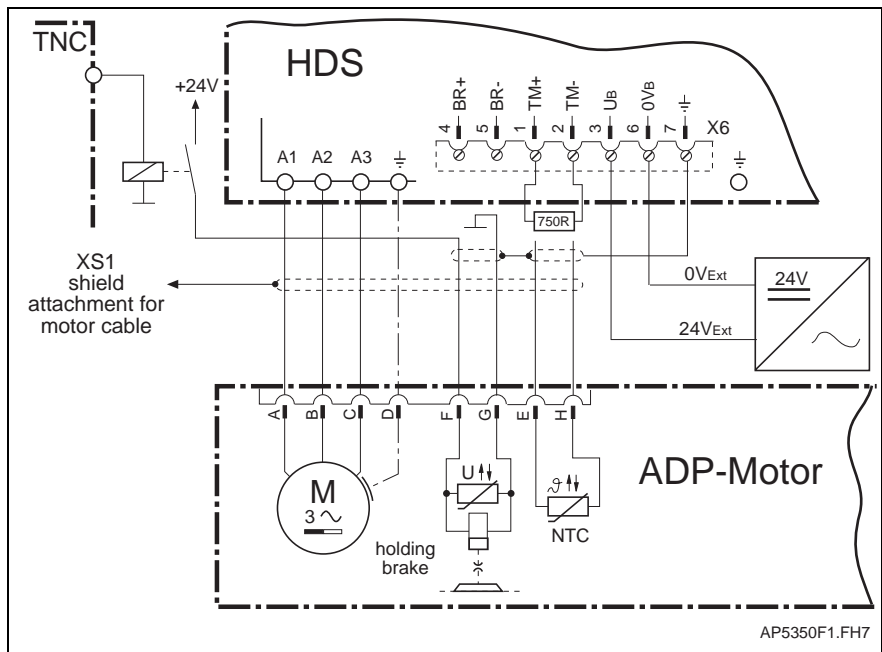 TNC
HDS
+24V
BR+
BR-
TM+
TM-
UB
0VB
4
5
1
2
3
6
7
X6
A1
A2
A3
750R
XS1
shield
attachment for
motor cable
0VExt
24V
24VExt
A
B
C
D
F
G
E
H
ADP-Motor
M
3
U
ϑ
NTC
holding
brake
AP5350F1.FH7